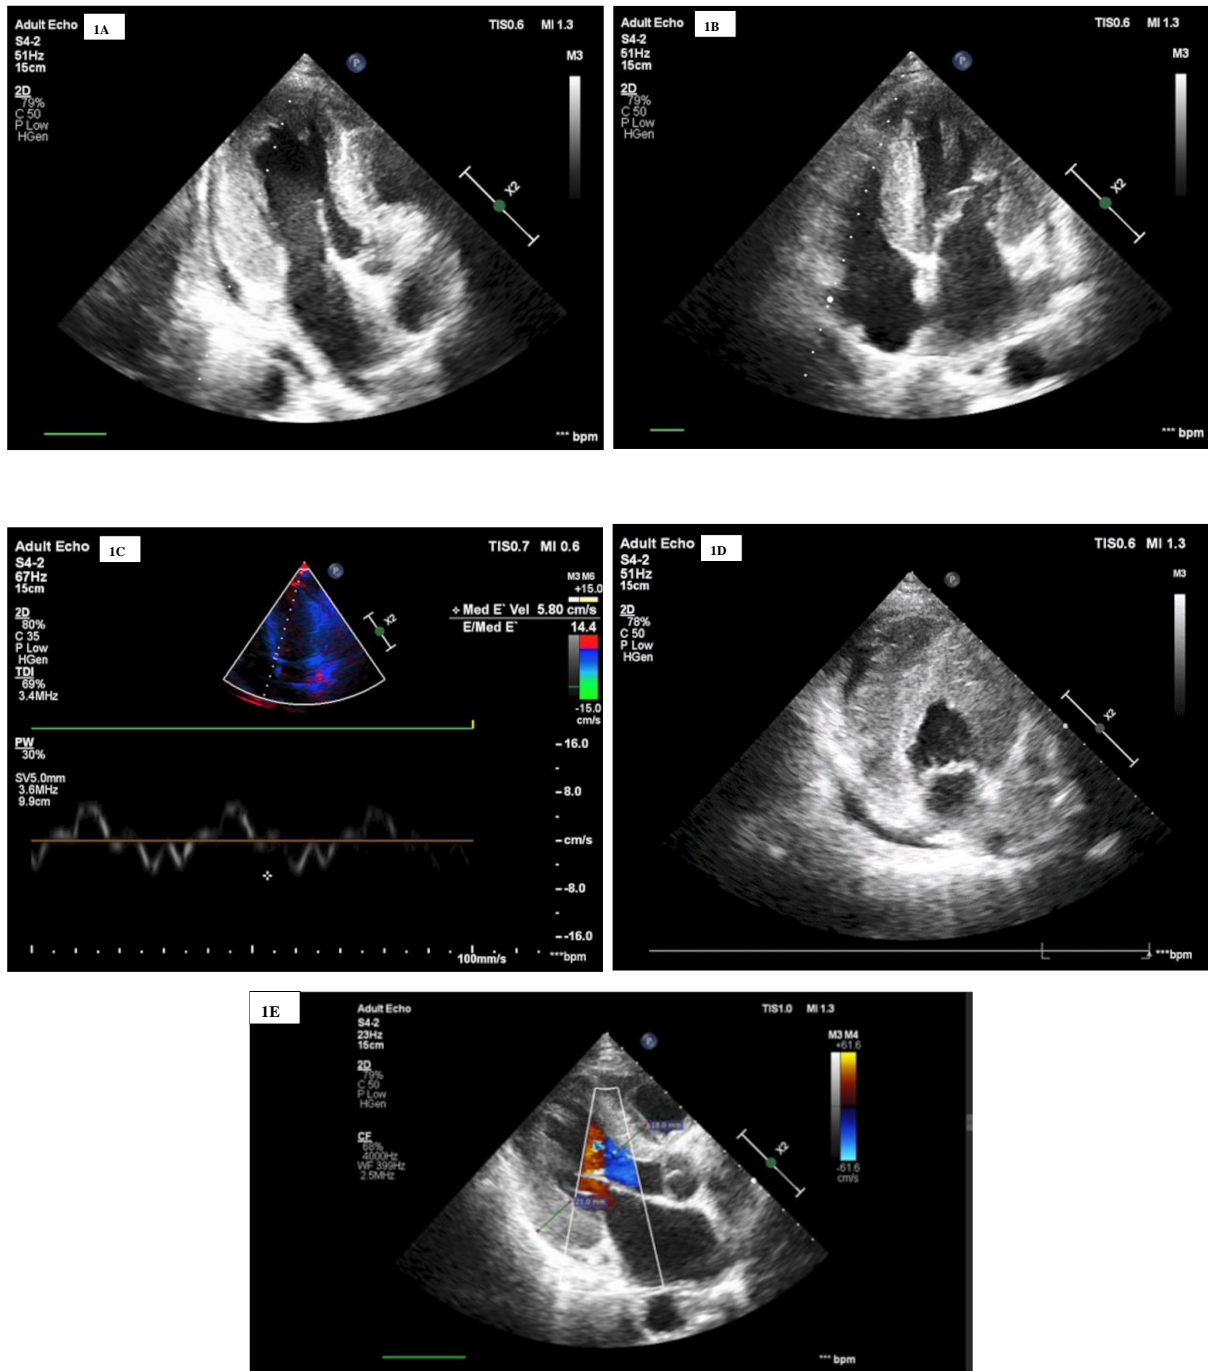 Adult Echo 1A TIS0.6 MI 1.3
S4-2
51Hz
15cm
M3
2D
79%
C 50
P Low
HGen
P
X2
*** bpm
Adult Echo 1B TIS0.6 MI 1.3
S4-2
51Hz
15cm
M3
2D
79%
C 50
P Low
HGen
P
X2
*** bpm
Adult Echo 1C TIS0.7 MI 0.6
S4-2
67Hz
15cm
P
M3 M6
+15.0
Med E` Vel 5.80 cm/s
E/Med E` 14.4
2D
80%
C 35
P Low
HGen
TDI
69%
3.4MHz
X2
-15.0
cm/s
PW
30%
SV5.0mm
3.6MHz
9.9cm
-16.0
-8.0
-cm/s
--8.0
--16.0
100mm/s ***bpm
Adult Echo 1D TIS0.6 MI 1.3
S4-2
51Hz
15cm
M3
2D
78%
C 50
P Low
HGen
P
X2
***bpm
1E Adult Echo TIS1.0 MI 1.3
S4-2
23Hz
15cm
P
M3 M4
+61.6
2D
79%
C 50
P Low
HGen
18.0 mm
CF
68%
4000Hz
WF 399Hz
2.5MHz
X2
-61.6
cm/s
21.0 mm
*** bpm